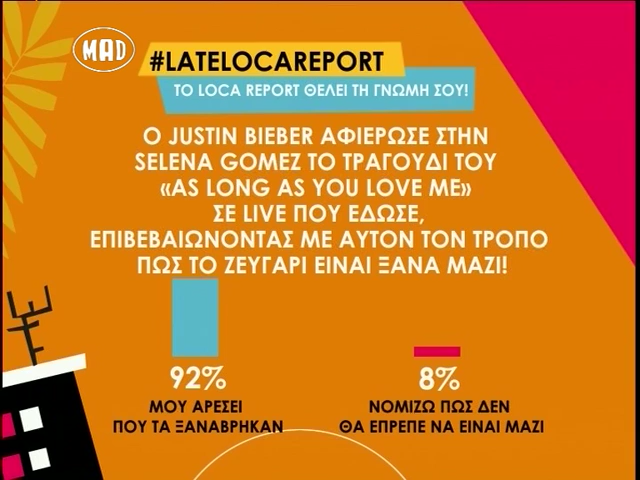 MAD
#LATELOCAREPORT
ΤΟ LOCA REPORT ΘΕΛΕΙ ΤΗ ΓΝΩΜΗ ΣΟΥ!
Ο JUSTIN BIEBER ΑΦΙΕΡΩΣΕ ΣΤΗΝ
SELENA GOMEZ ΤΟ ΤΡΑΓΟΥΔΙ ΤΟΥ
«AS LONG AS YOU LOVE ME»
ΣΕ LIVE ΠΟΥ ΕΔΩΣΕ,
ΕΠΙΒΕΒΑΙΩΝΟΝΤΑΣ ΜΕ ΑΥΤΟΝ ΤΟΝ ΤΡΟΠΟ
ΠΩΣ ΤΟ ΖΕΥΓΑΡΙ ΕΙΝΑΙ ΞΑΝΑ ΜΑΖΙ!
92%
ΜΟΥ ΑΡΕΣΕΙ
ΠΟΥ ΤΑ ΞΑΝΑΒΡΗΚΑΝ
8%
ΝΟΜΙΖΩ ΠΩΣ ΔΕΝ
ΘΑ ΕΠΡΕΠΕ ΝΑ ΕΙΝΑΙ ΜΑΖΙ